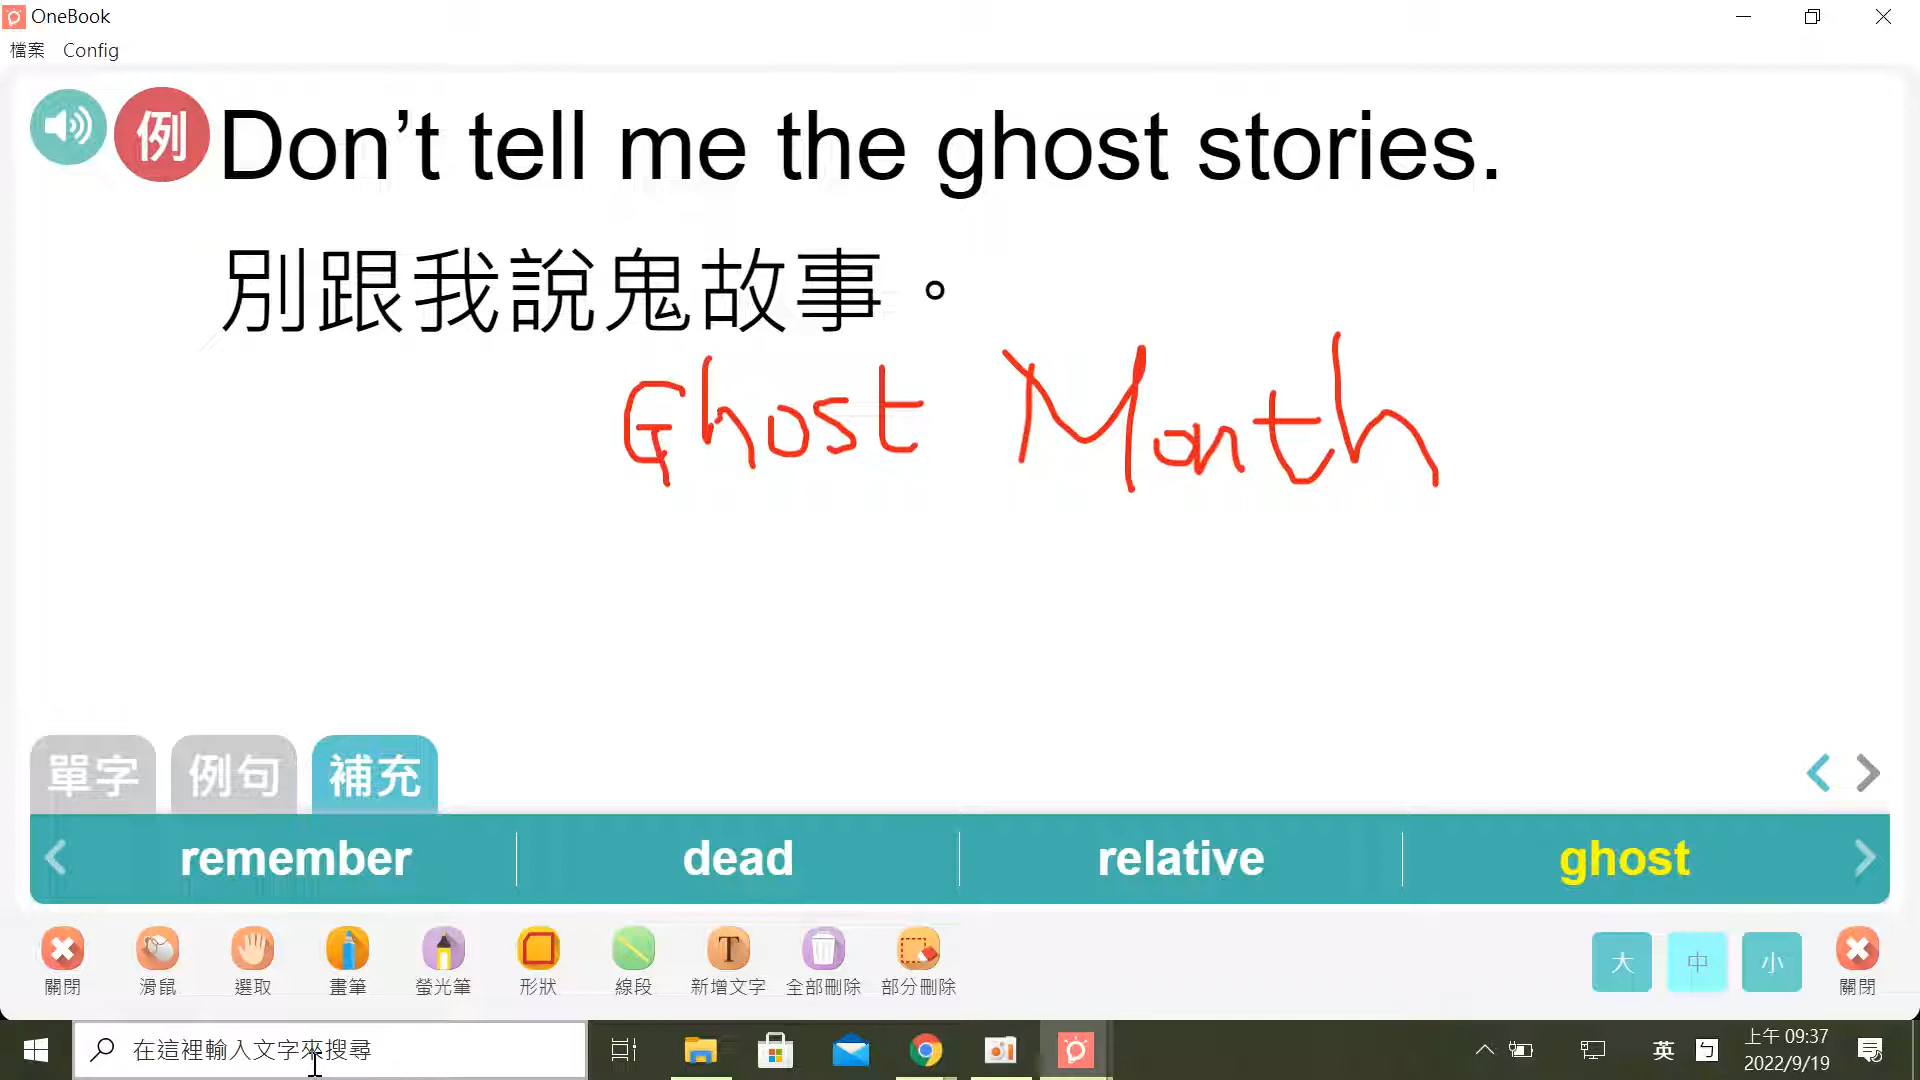 OneBook
檔案 Config
例 Don’t tell me the ghost stories.
別跟我說鬼故事。
Ghost Month
單字 例句 補充
remember dead relative ghost
關閉 滑鼠 選取 畫筆 螢光筆 形狀 線段 T 新增文字 全部刪除 部分刪除 大 中 小 關閉
在這裡輸入文字來搜尋
英 ㄅ 上午 09:37
2022/9/19